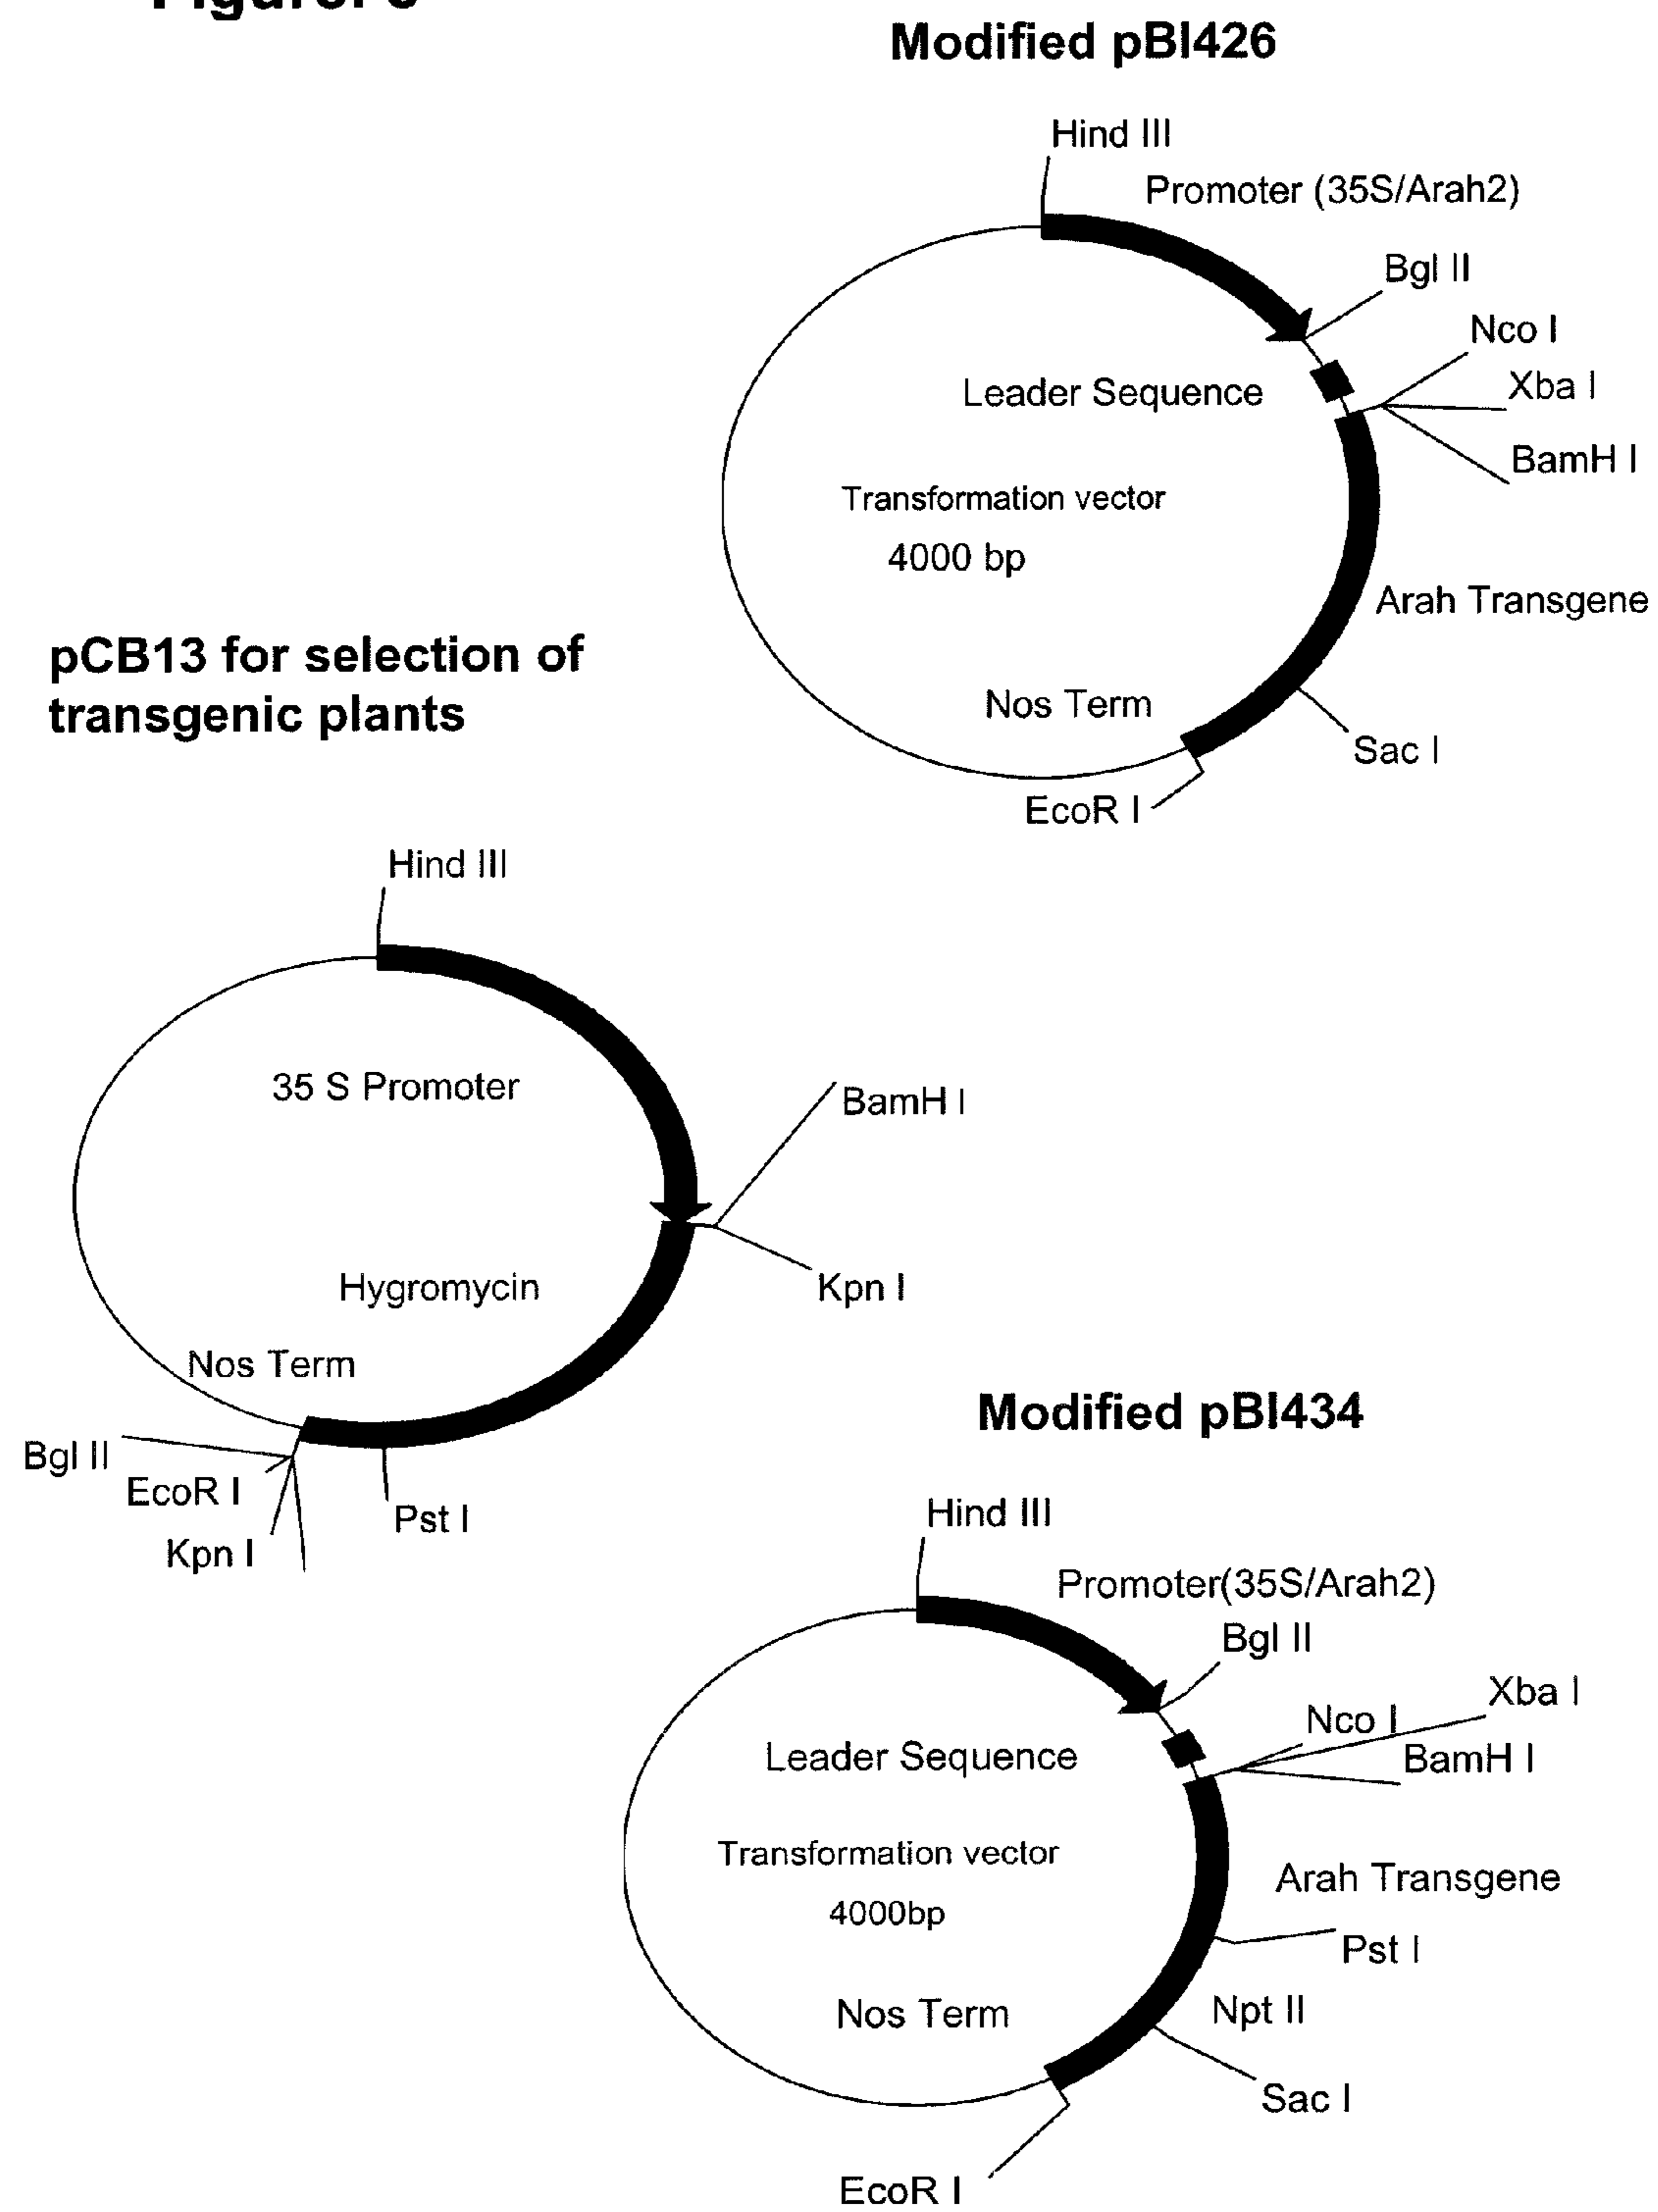 Modified pBI426
Hind III
Promoter (35S/Arah2)
Bgl II
Nco I
Xba I
Leader Sequence
BamH I
Transformation vector
4000 bp
Arah Transgene
Nos Term
Sac I
EcoR I
pCB13 for selection of
transgenic plants
Hind III
35 S Promoter
BamH I
Hygromycin
Kpn I
Nos Term
Bgl II
EcoR I
Pst I
Kpn I
Modified pBI434
Hind III
Promoter(35S/Arah2)
Bgl II
Xba I
Nco I
Leader Sequence
BamH I
Transformation vector
4000bp
Arah Transgene
Pst I
Nos Term
Npt II
Sac I
EcoR I